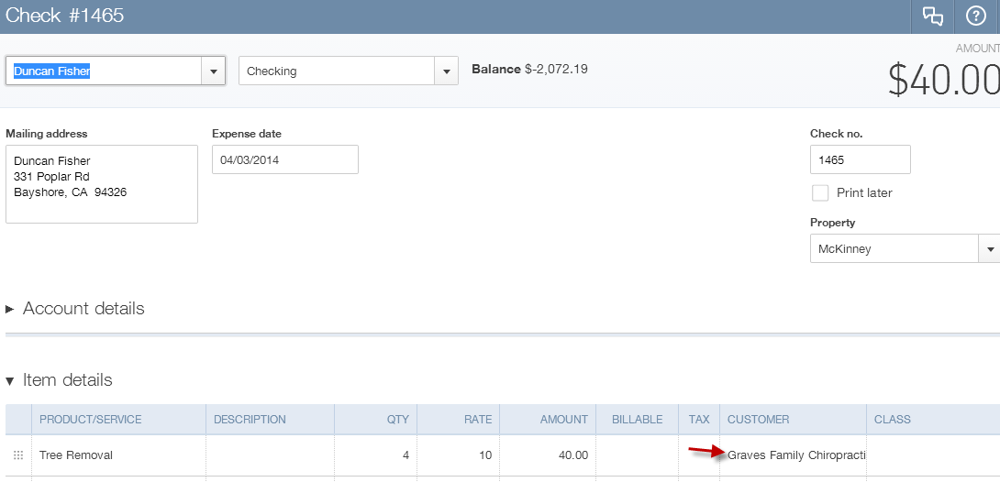 Check #1465
AMOUNT
Duncan Fisher Checking Balance $-2,072.19 $40.00
Mailing address Expense date Check no.
Duncan Fisher 04/03/2014 1465
331 Poplar Rd
Bayshore, CA 94326
Print later
Property
McKinney
Account details
Item details
PRODUCT/SERVICE DESCRIPTION QTY RATE AMOUNT BILLABLE TAX CUSTOMER CLASS
Tree Removal 4 10 40.00 Graves Family Chiropracti